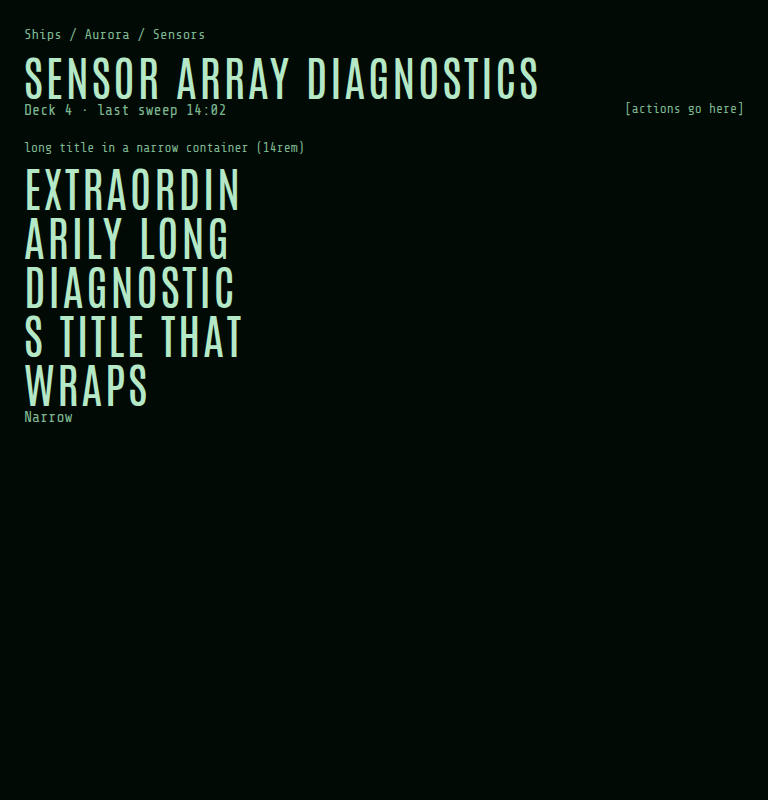 Ships / Aurora / Sensors
SENSOR ARRAY DIAGNOSTICS
Deck 4 · last sweep 14:02
[actions go here]
long title in a narrow container (14rem)
EXTRAORDIN
ARILY LONG
DIAGNOSTIC
S TITLE THAT
WRAPS
Narrow